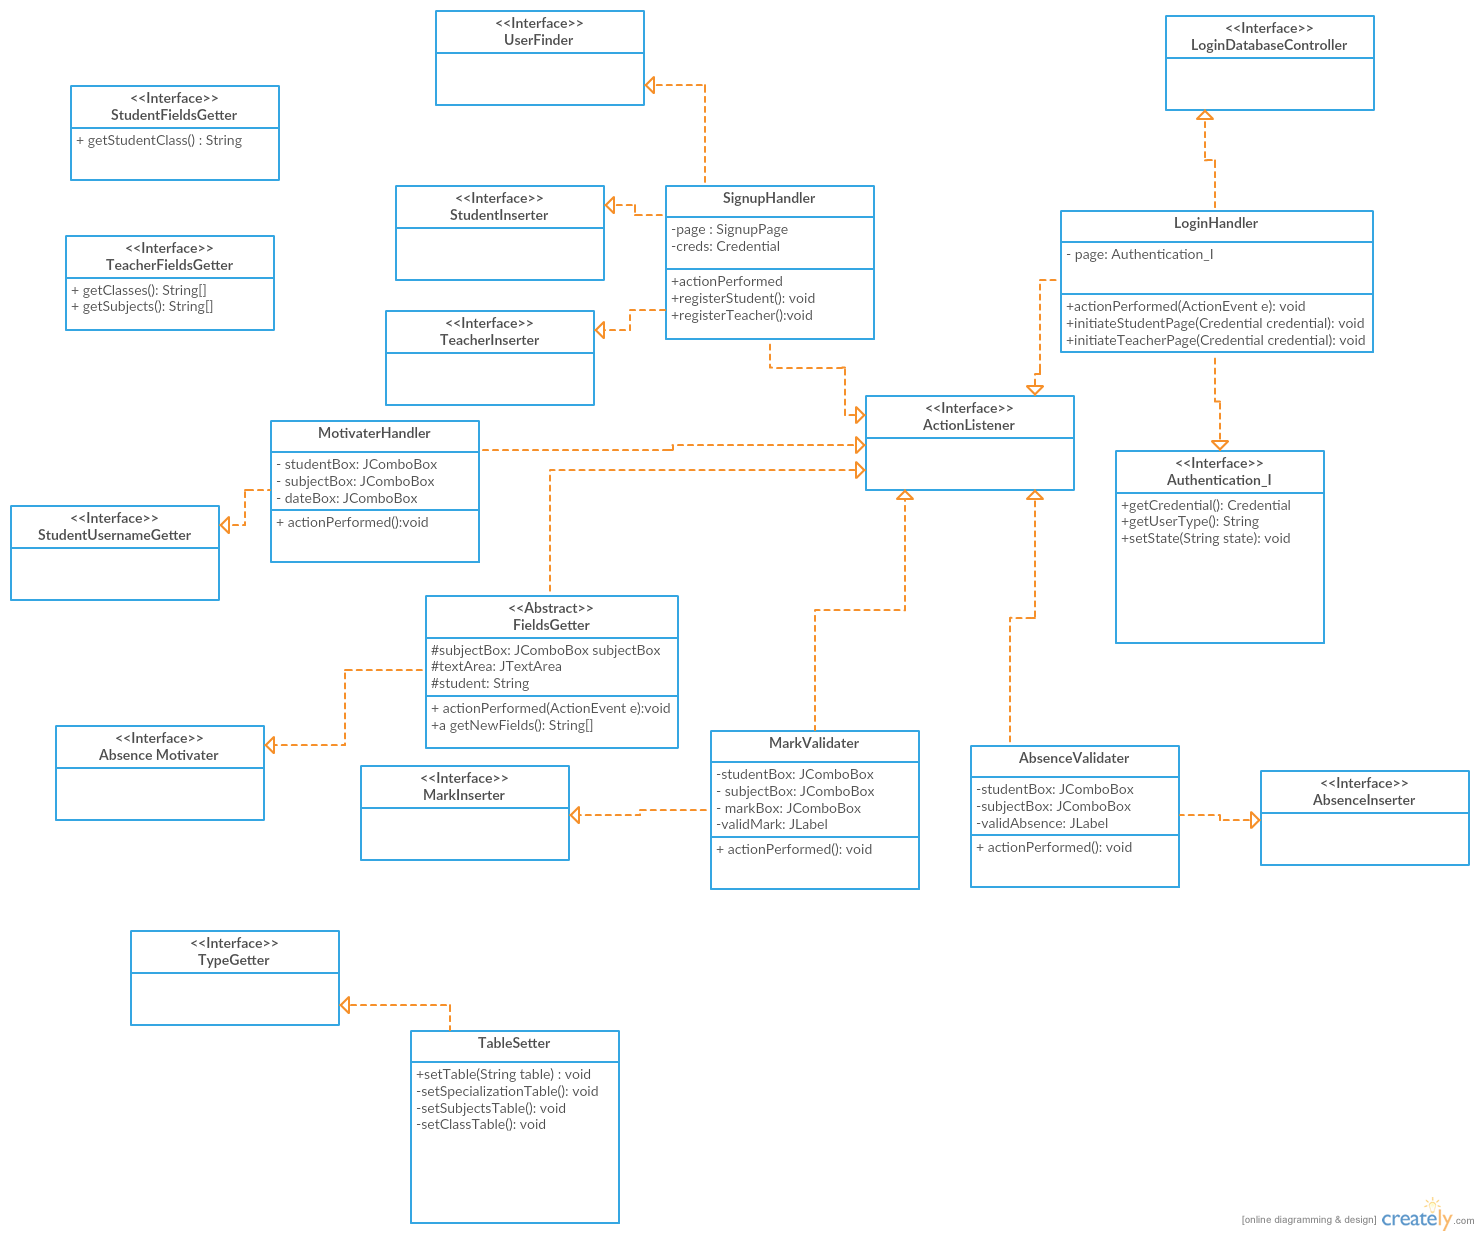 <<Interface>>
UserFinder
<<Interface>>
LoginDatabaseController
<<Interface>>
StudentFieldsGetter
+ getStudentClass() : String
<<Interface>>
StudentInserter
SignupHandler
-page : SignupPage
-creds: Credential
+actionPerformed
+registerStudent(): void
+registerTeacher():void
LoginHandler
- page: Authentication_I
+actionPerformed(ActionEvent e): void
+initiateStudentPage(Credential credential): void
+initiateTeacherPage(Credential credential): void
<<Interface>>
TeacherFieldsGetter
+ getClasses(): String[]
+ getSubjects(): String[]
<<Interface>>
TeacherInserter
<<Interface>>
ActionListener
MotivaterHandler
- studentBox: JComboBox
- subjectBox: JComboBox
- dateBox: JComboBox
+ actionPerformed():void
<<Interface>>
Authentication_I
+getCredential(): Credential
+getUserType(): String
+setState(String state): void
<<Interface>>
StudentUsernameGetter
<<Abstract>>
FieldsGetter
#subjectBox: JComboBox subjectBox
#textArea: JTextArea
#student: String
+ actionPerformed(ActionEvent e):void
+a getNewFields(): String[]
<<Interface>>
Absence Motivater
<<Interface>>
MarkInserter
MarkValidater
-studentBox: JComboBox
- subjectBox: JComboBox
- markBox: JComboBox
-validMark: JLabel
+ actionPerformed(): void
AbsenceValidater
-studentBox: JComboBox
-subjectBox: JComboBox
-validAbsence: JLabel
+ actionPerformed(): void
<<Interface>>
AbsenceInserter
<<Interface>>
TypeGetter
TableSetter
+setTable(String table) : void
-setSpecializationTable(): void
-setSubjectsTable(): void
-setClassTable(): void
[online diagramming & design] creately.com